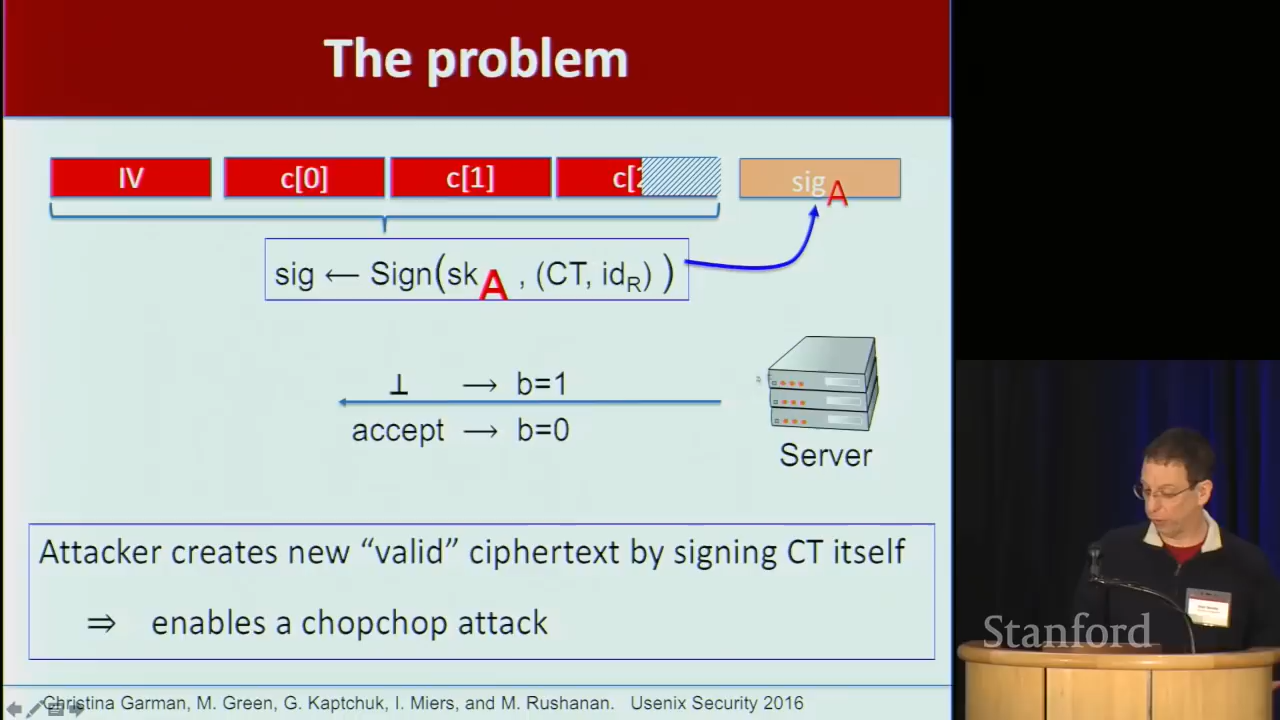 The problem
IV c[0] c[1] c[2 sig A
sig ← Sign(sk A , (CT, idR) )
⊥ → b=1
accept → b=0
Server
Attacker creates new “valid” ciphertext by signing CT itself
⇒ enables a chopchop attack
Stanford
Christina Garman, M. Green, G. Kaptchuk, I. Miers, and M. Rushanan. Usenix Security 2016